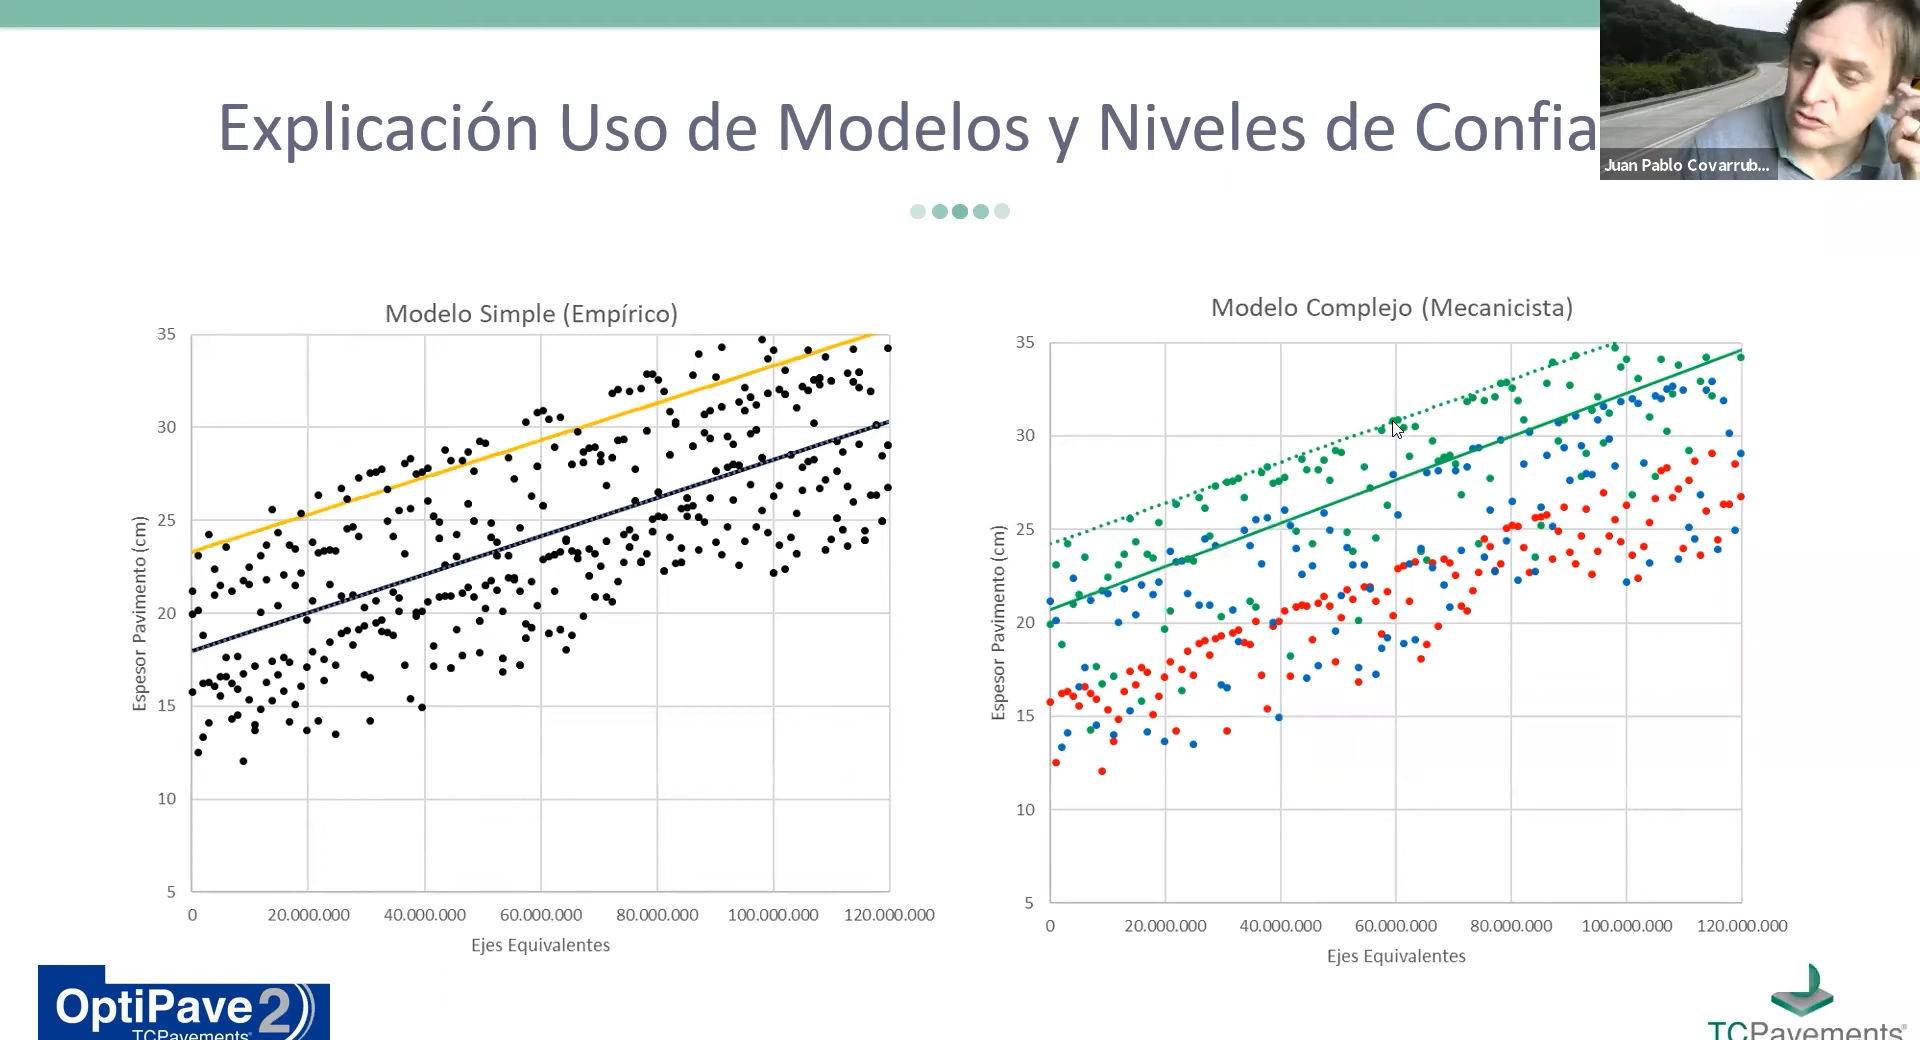 Explicación Uso de Modelos y Niveles de Confia
Juan Pablo Covarrub...
Modelo Simple (Empírico)
35
30
25
20
15
10
5
Espesor Pavimento (cm)
0 20.000.000 40.000.000 60.000.000 80.000.000 100.000.000 120.000.000
Ejes Equivalentes
Modelo Complejo (Mecanicista)
35
30
25
20
15
10
5
Espesor Pavimento (cm)
0 20.000.000 40.000.000 60.000.000 80.000.000 100.000.000 120.000.000
Ejes Equivalentes
OptiPave 2
TCPavements
TCPavements®